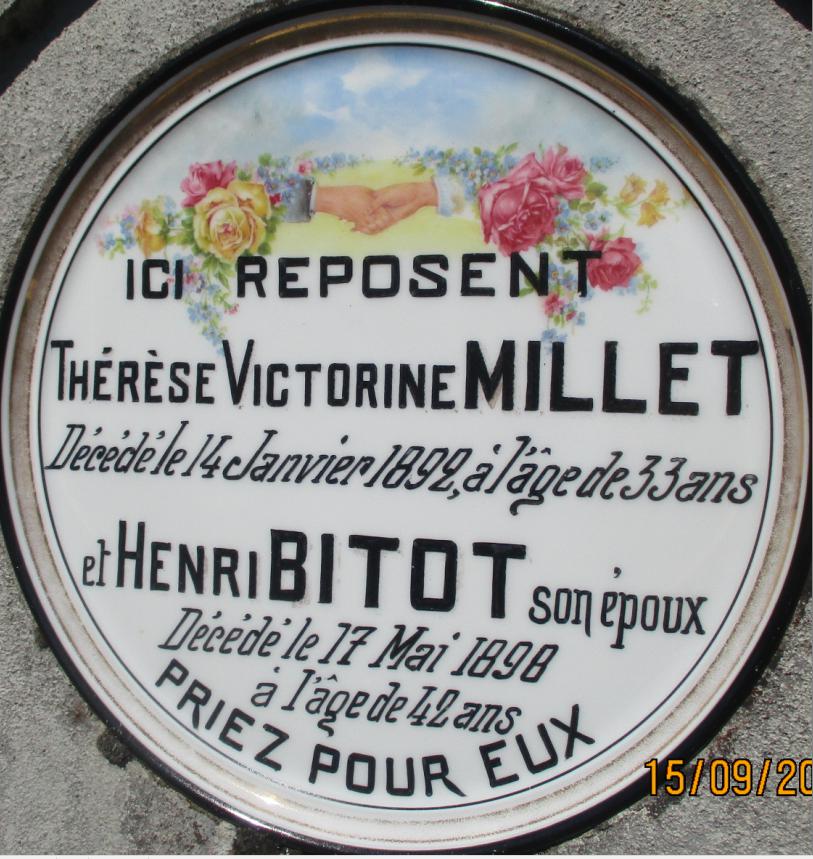 ICI REPOSENT
THÉRÈSE VICTORINE MILLET
Décédé le 14 Janvier 1892, à l'âge de 33 ans
et HENRI BITOT son époux
Décédé le 17 Mai 1898
à l'âge de 42 ans
PRIEZ POUR EUX
15/09/20